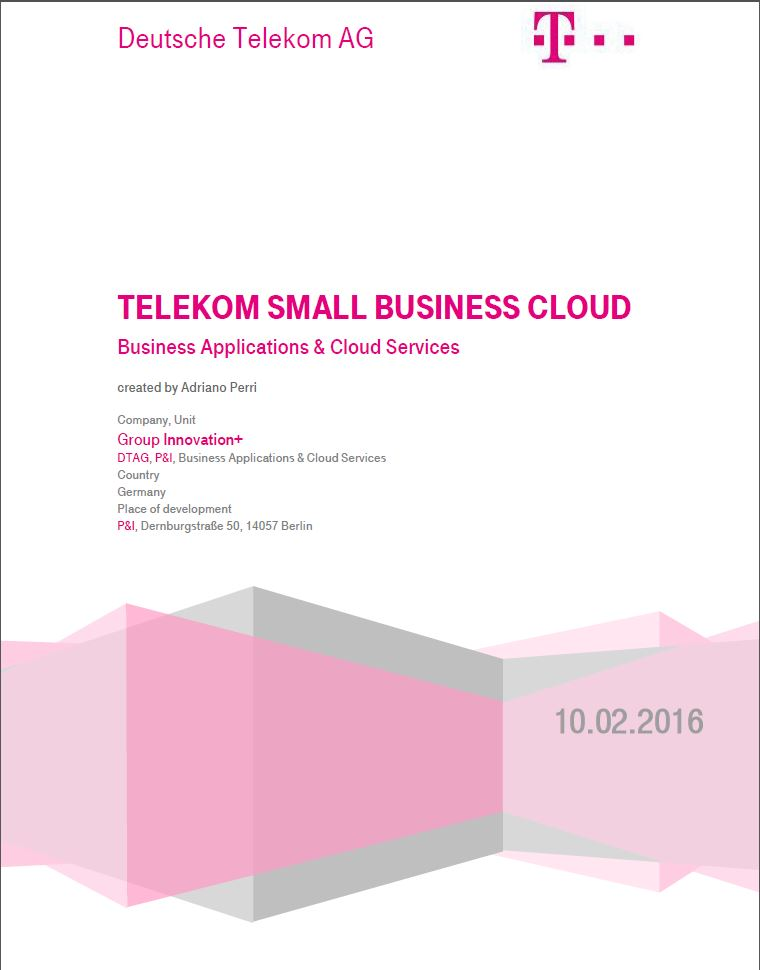 Deutsche Telekom AG
T
TELEKOM SMALL BUSINESS CLOUD
Business Applications & Cloud Services
created by Adriano Perri
Company, Unit
Group Innovation+
DTAG, P&I, Business Applications & Cloud Services
Country
Germany
Place of development
P&I, Dernburgstraße 50, 14057 Berlin
10.02.2016